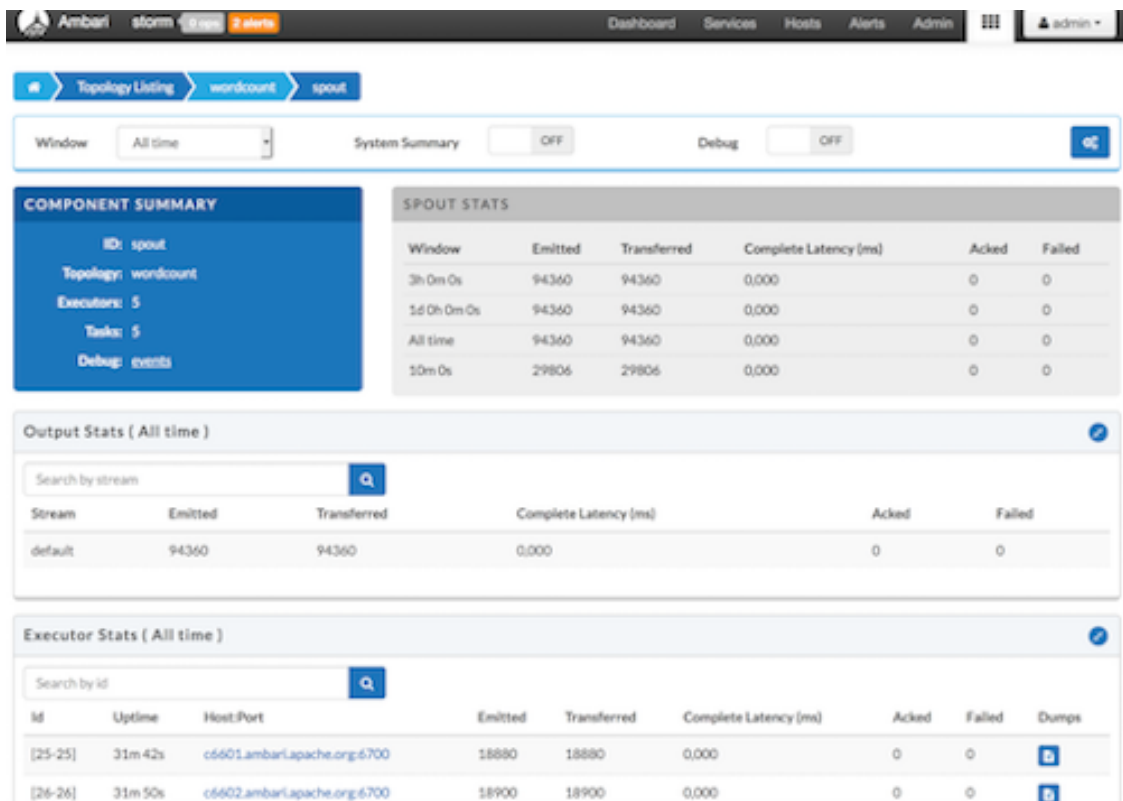 Ambari storm 0 ops 2 alerts Dashboard Services Hosts Alerts Admin admin
Topology Listing wordcount spout
Window All time System Summary OFF Debug OFF
COMPONENT SUMMARY
ID: spout
Topology: wordcount
Executors: 5
Tasks: 5
Debug: events
SPOUT STATS
Window Emitted Transferred Complete Latency (ms) Acked Failed
3h 0m 0s 94360 94360 0,000 0 0
1d 0h 0m 0s 94360 94360 0,000 0 0
All time 94360 94360 0,000 0 0
10m 0s 29806 29806 0,000 0 0
Output Stats ( All time )
Search by stream
Stream Emitted Transferred Complete Latency (ms) Acked Failed
default 94360 94360 0,000 0 0
Executor Stats ( All time )
Search by id
Id Uptime Host:Port Emitted Transferred Complete Latency (ms) Acked Failed Dumps
[25-25] 31m 42s c6601.ambari.apache.org:6700 18880 18880 0,000 0 0
[26-26] 31m 50s c6602.ambari.apache.org:6700 18900 18900 0,000 0 0